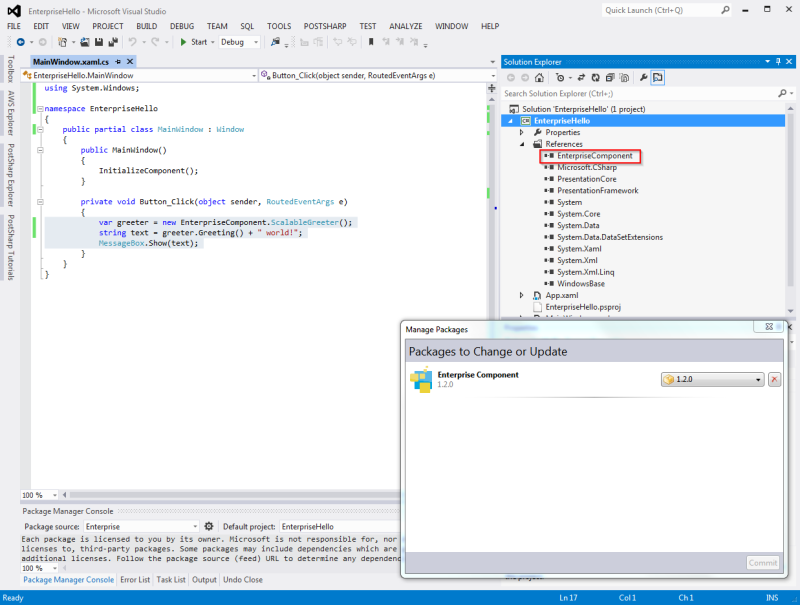 EnterpriseHello - Microsoft Visual Studio
Quick Launch (Ctrl+Q)
FILE EDIT VIEW PROJECT BUILD DEBUG TEAM SQL TOOLS POSTSHARP TEST ANALYZE WINDOW HELP
Start Debug
Toolbox
AWS Explorer
PostSharp Explorer
PostSharp Tutorials
MainWindow.xaml.cs
EnterpriseHello.MainWindow
Button_Click(object sender, RoutedEventArgs e)
using System.Windows;
namespace EnterpriseHello
{
public partial class MainWindow : Window
{
public MainWindow()
{
InitializeComponent();
}
private void Button_Click(object sender, RoutedEventArgs e)
{
var greeter = new EnterpriseComponent.ScalableGreeter();
string text = greeter.Greeting() + " world!";
MessageBox.Show(text);
}
}
}
100 %
Solution Explorer
Search Solution Explorer (Ctrl+;)
Solution 'EnterpriseHello' (1 project)
EnterpriseHello
Properties
References
EnterpriseComponent
Microsoft.CSharp
PresentationCore
PresentationFramework
System
System.Core
System.Data
System.Data.DataSetExtensions
System.Xaml
System.Xml
System.Xml.Linq
WindowsBase
App.xaml
EnterpriseHello.psproj
Properties
Manage Packages
Packages to Change or Update
Enterprise Component
1.2.0
1.2.0
Commit
Package Manager Console
Package source: Enterprise Default project: EnterpriseHello
Each package is licensed to you by its owner. Microsoft is not responsible for, nor
licenses to, third-party packages. Some packages may include dependencies which are
additional licenses. Follow the package source (feed) URL to determine any dependenc
100 %
Package Manager Console Error List Task List Output Undo Close
Ready Ln 17 Col 1 Ch 1 INS